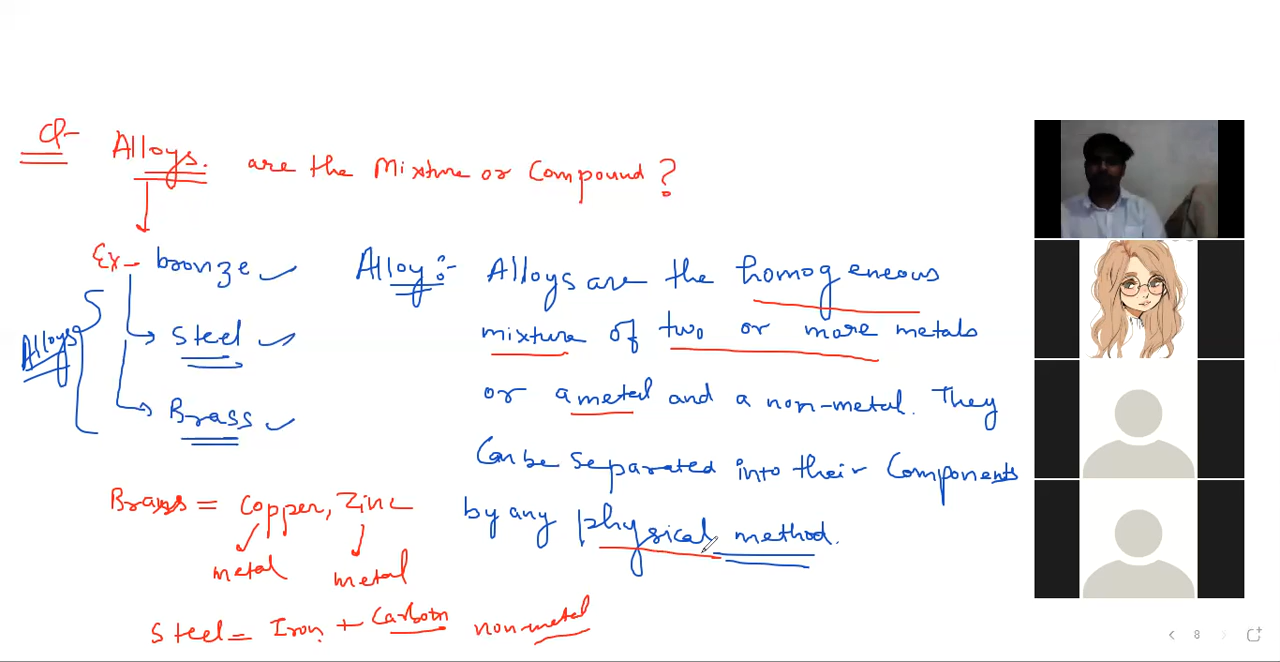 Q- Alloys. are the Mixture or Compound?
Ex- bronze
Steel
Brass
Alloys
Alloy:- Alloys are the homogeneous
mixture of two or more metals
or a metal and a non-metal. They
Can be separated into their Components
by any physical method.
Brass = Copper, Zinc
metal metal
Steel = Iron + Carbon non-metal
8